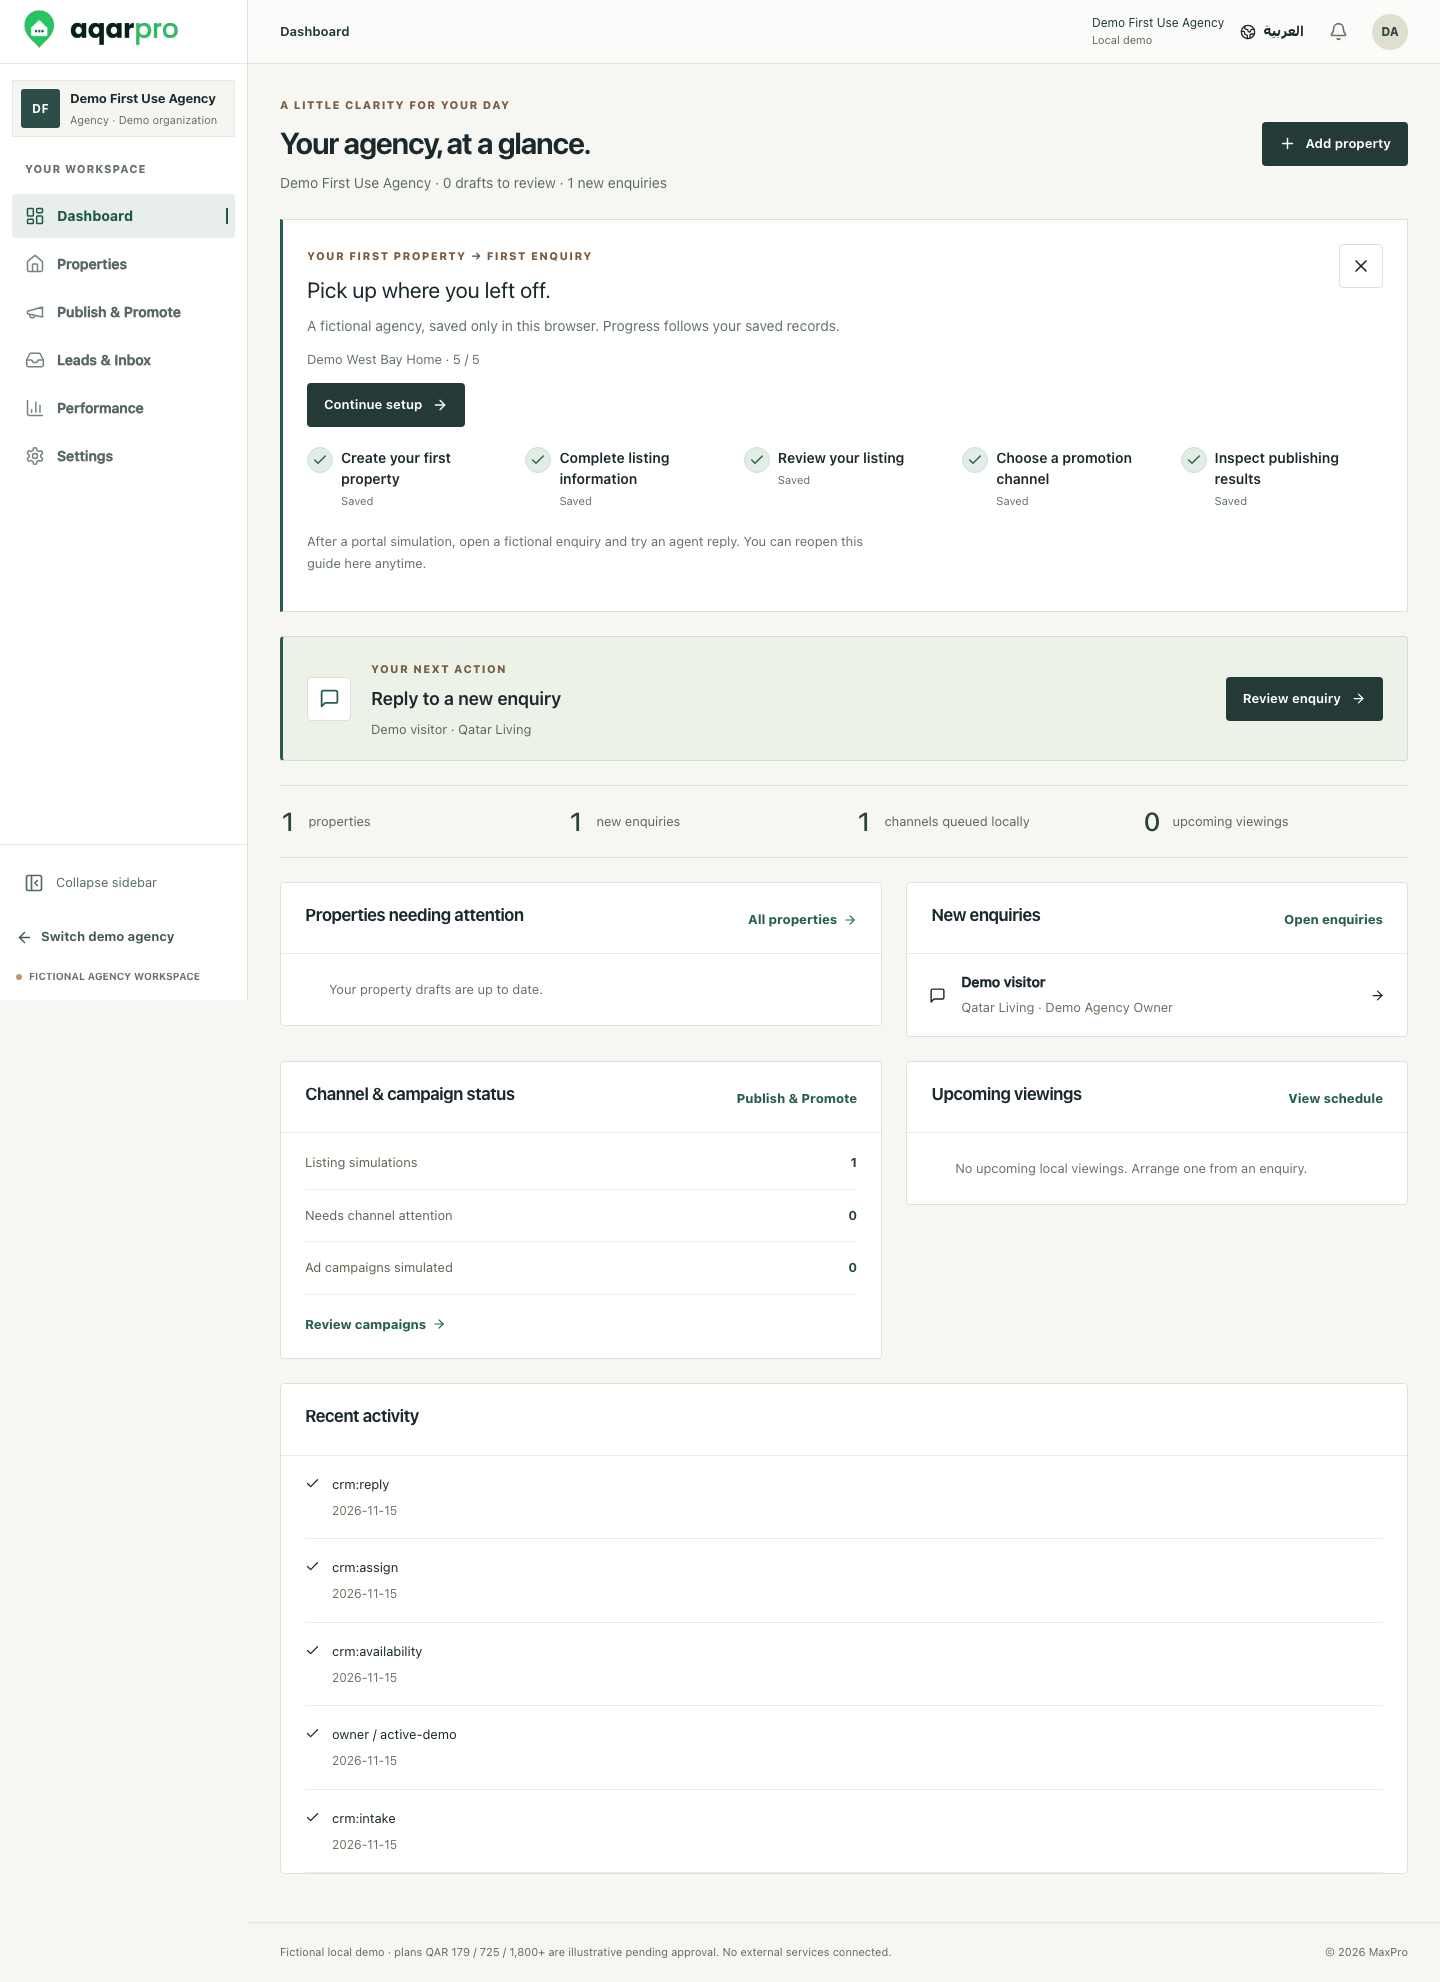 aqarpro
Dashboard
Demo First Use Agency
Local demo
العربية
DA
DF
Demo First Use Agency
Agency · Demo organization
YOUR WORKSPACE
Dashboard
Properties
Publish & Promote
Leads & Inbox
Performance
Settings
Collapse sidebar
Switch demo agency
FICTIONAL AGENCY WORKSPACE
A LITTLE CLARITY FOR YOUR DAY
Your agency, at a glance.
Demo First Use Agency · 0 drafts to review · 1 new enquiries
Add property
YOUR FIRST PROPERTY → FIRST ENQUIRY
Pick up where you left off.
A fictional agency, saved only in this browser. Progress follows your saved records.
Demo West Bay Home · 5 / 5
Continue setup
Create your first
property
Saved
Complete listing
information
Saved
Review your listing
Saved
Choose a promotion
channel
Saved
Inspect publishing
results
Saved
After a portal simulation, open a fictional enquiry and try an agent reply. You can reopen this
guide here anytime.
YOUR NEXT ACTION
Reply to a new enquiry
Demo visitor · Qatar Living
Review enquiry
1 properties
1 new enquiries
1 channels queued locally
0 upcoming viewings
Properties needing attention
All properties
Your property drafts are up to date.
New enquiries
Open enquiries
Demo visitor
Qatar Living · Demo Agency Owner
Channel & campaign status
Publish & Promote
Listing simulations 1
Needs channel attention 0
Ad campaigns simulated 0
Review campaigns
Upcoming viewings
View schedule
No upcoming local viewings. Arrange one from an enquiry.
Recent activity
crm:reply
2026-11-15
crm:assign
2026-11-15
crm:availability
2026-11-15
owner / active-demo
2026-11-15
crm:intake
2026-11-15
Fictional local demo · plans QAR 179 / 725 / 1,800+ are illustrative pending approval. No external services connected.
© 2026 MaxPro